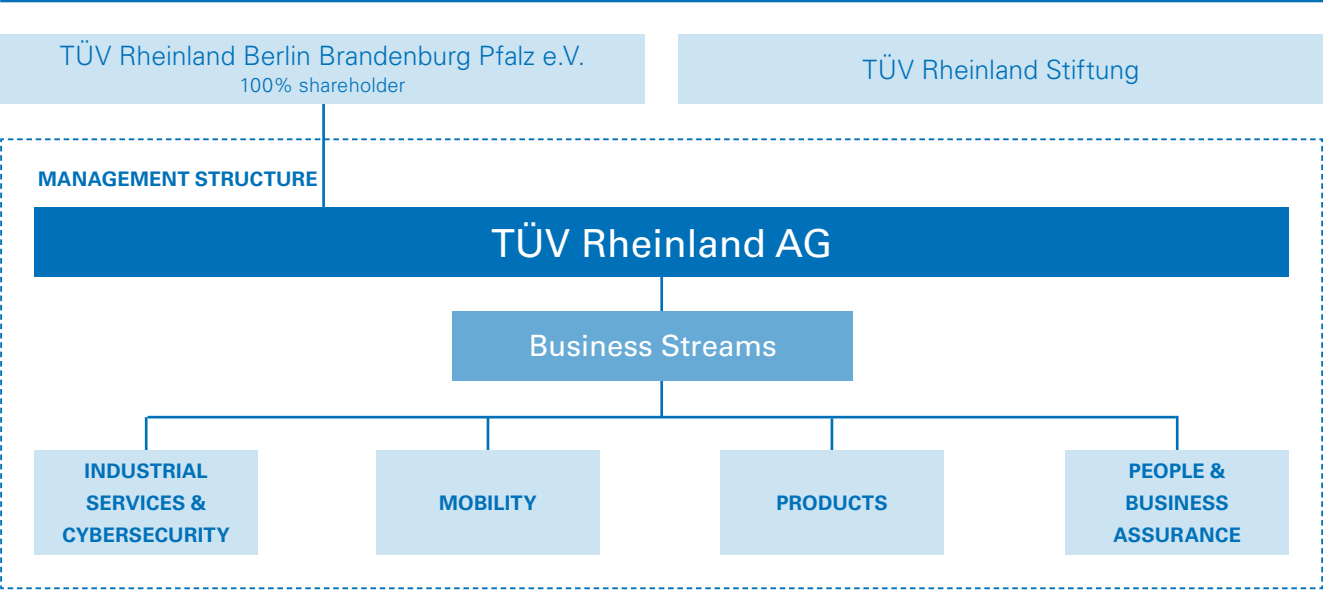 TÜV Rheinland Berlin Brandenburg Pfalz e.V.
100% shareholder
TÜV Rheinland Stiftung
MANAGEMENT STRUCTURE
TÜV Rheinland AG
Business Streams
INDUSTRIAL
SERVICES &
CYBERSECURITY
MOBILITY
PRODUCTS
PEOPLE &
BUSINESS
ASSURANCE